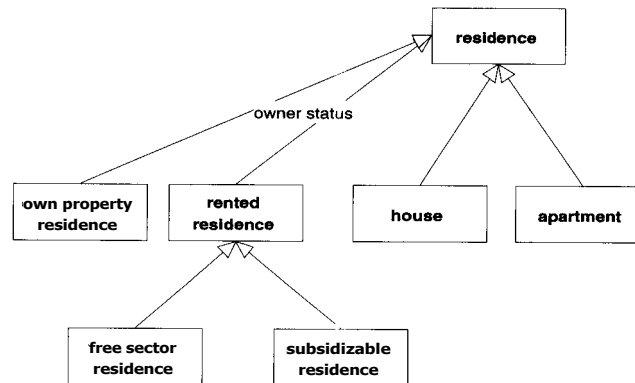 residence
owner status
own property
residence
rented
residence
house
apartment
free sector
residence
subsidizable
residence